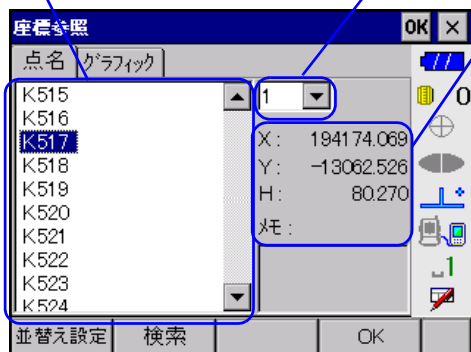 座標参照 OK ×
点名 グラフィック
K515
K516
K517
K518
K519
K520
K521
K522
K523
K524
1
X : 194174.069
Y : -13062.526
H : 80.270
メモ :
0
1
並替え設定 検索 OK